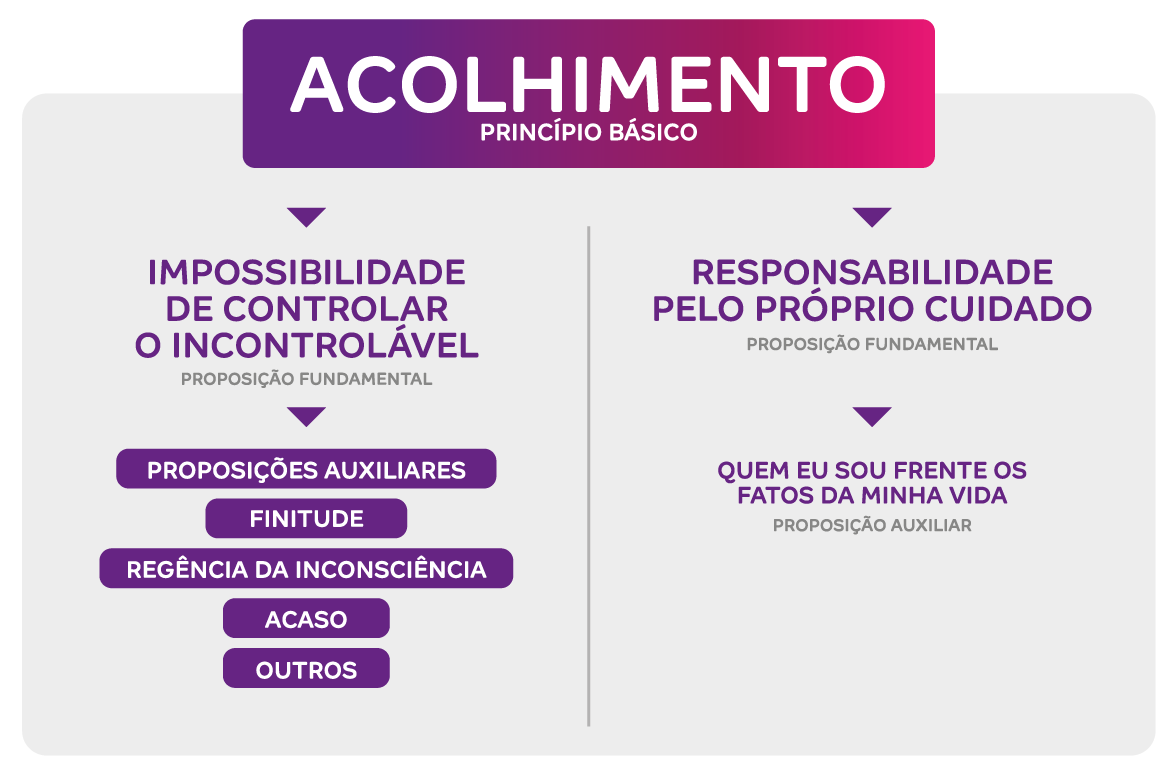 ACOLHIMENTO
PRINCÍPIO BÁSICO
IMPOSSIBILIDADE
DE CONTROLAR
O INCONTROLÁVEL
PROPOSIÇÃO FUNDAMENTAL
PROPOSIÇÕES AUXILIARES
FINITUDE
REGÊNCIA DA INCONSCIÊNCIA
ACASO
OUTROS
RESPONSABILIDADE
PELO PRÓPRIO CUIDADO
PROPOSIÇÃO FUNDAMENTAL
QUEM EU SOU FRENTE OS
FATOS DA MINHA VIDA
PROPOSIÇÃO AUXILIAR